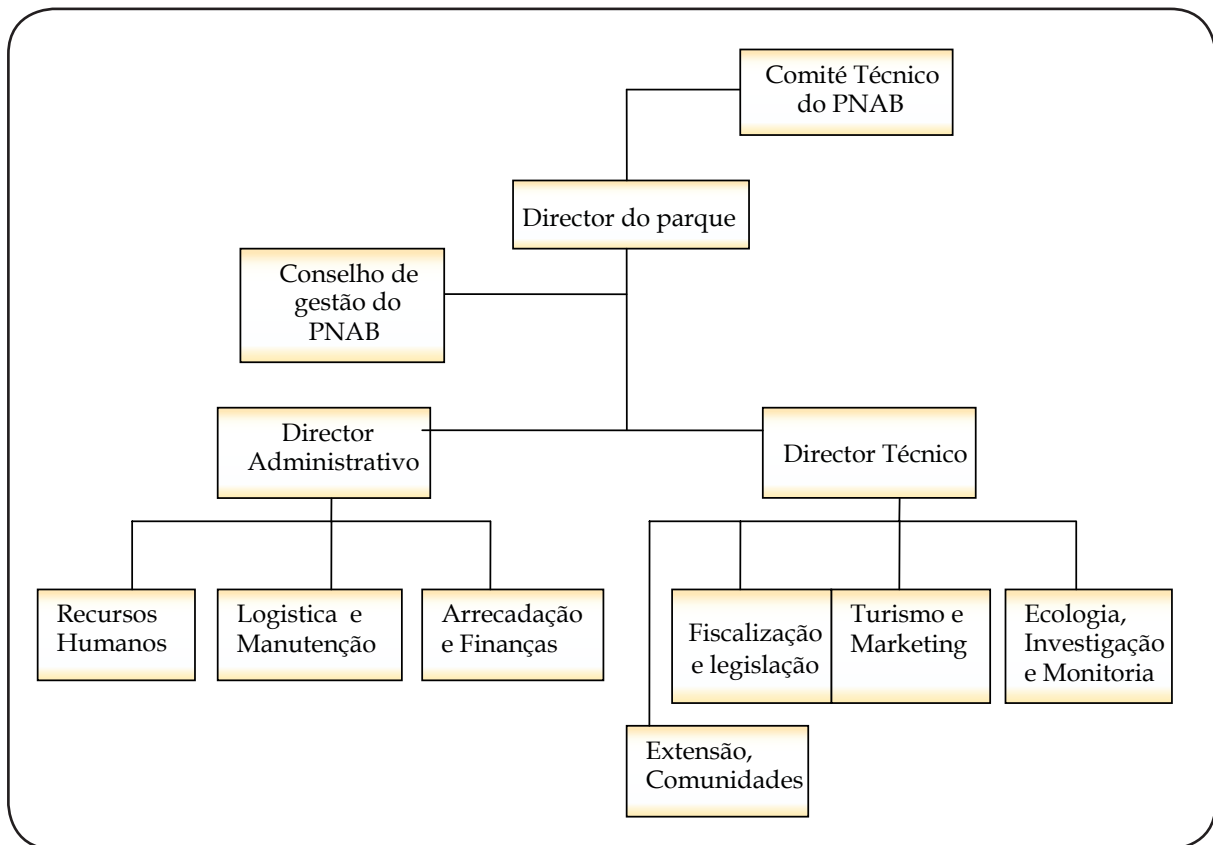 Comité Técnico
do PNAB
Director do parque
Conselho de
gestão do
PNAB
Director
Administrativo
Director Técnico
Recursos
Humanos
Logistica e
Manutenção
Arrecadação
e Finanças
Fiscalização
e legislação
Turismo e
Marketing
Ecologia,
Investigação
e Monitoria
Extensão,
Comunidades